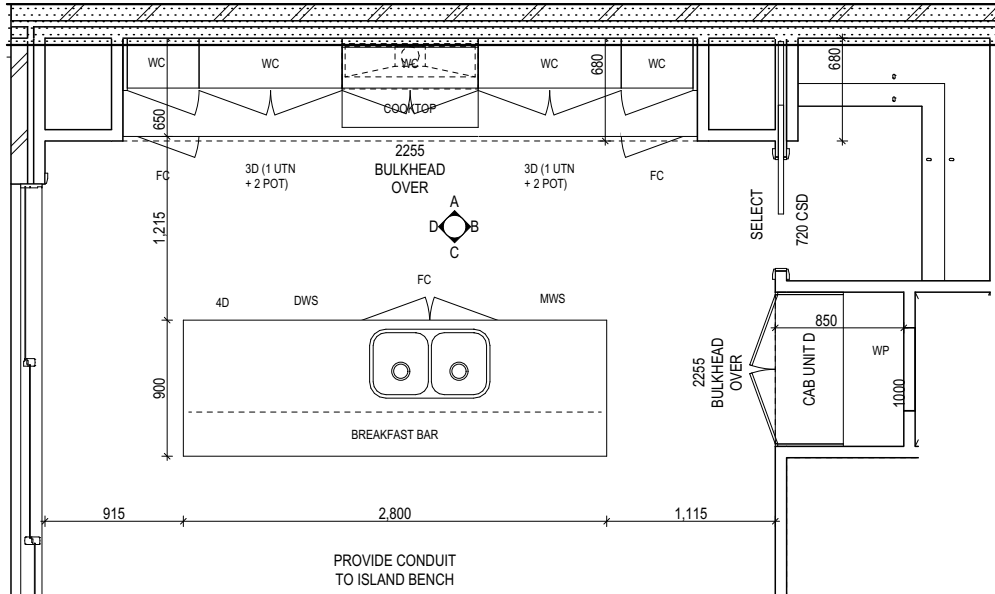 WC
WC
WC
WC
WC
680
680
650
COOKTOP
FC
3D (1 UTN
+ 2 POT)
2255
BULKHEAD
OVER
3D (1 UTN
+ 2 POT)
FC
1,215
A
D
B
C
SELECT
720 CSD
4D
DWS
FC
MWS
900
BREAKFAST BAR
2255
BULKHEAD
OVER
CAB UNIT D
850
WP
1000
915
2,800
1,115
PROVIDE CONDUIT
TO ISLAND BENCH